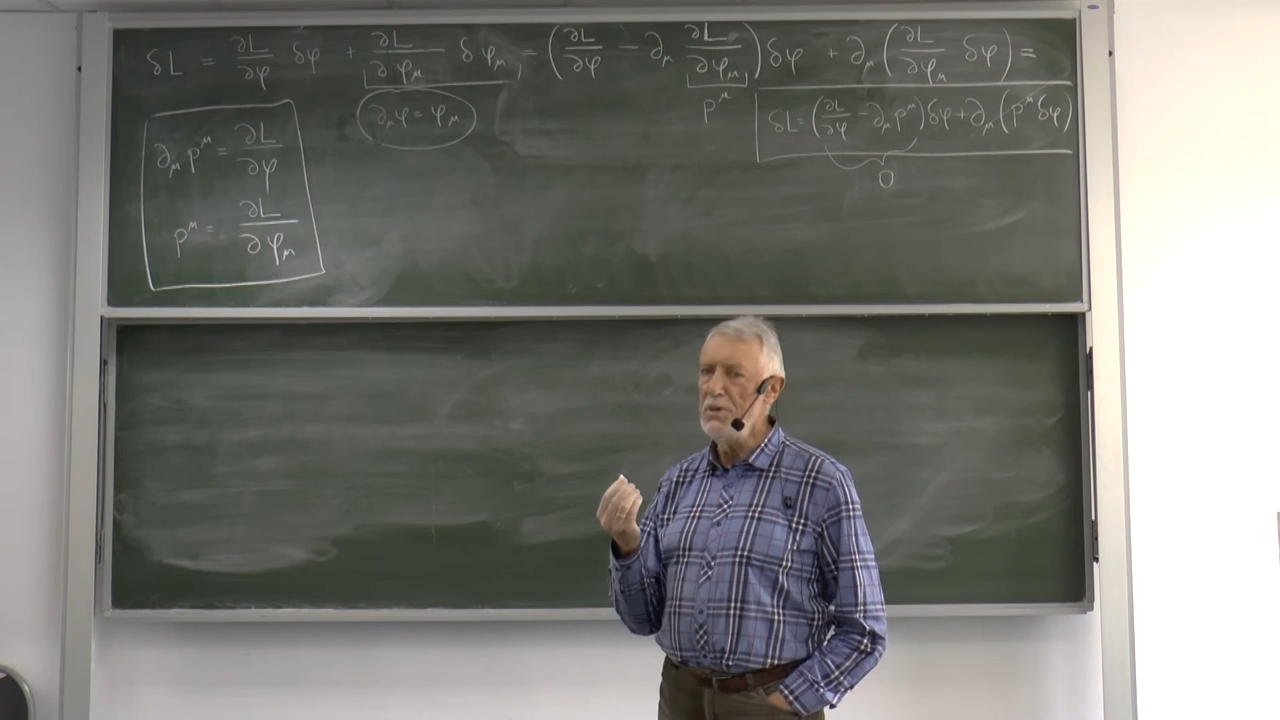 δL = ∂L/∂φ δφ + ∂L/∂φ_μ δφ_μ = (∂L/∂φ − ∂_μ ∂L/∂φ_μ) δφ + ∂_μ (∂L/∂φ_μ δφ) =
∂_μ φ = φ_μ
p^μ
δL = (∂L/∂φ − ∂_μ p^μ) δφ + ∂_μ (p^μ δφ)
0
∂_μ p^μ = ∂L/∂φ
p^μ = ∂L/∂φ_μ